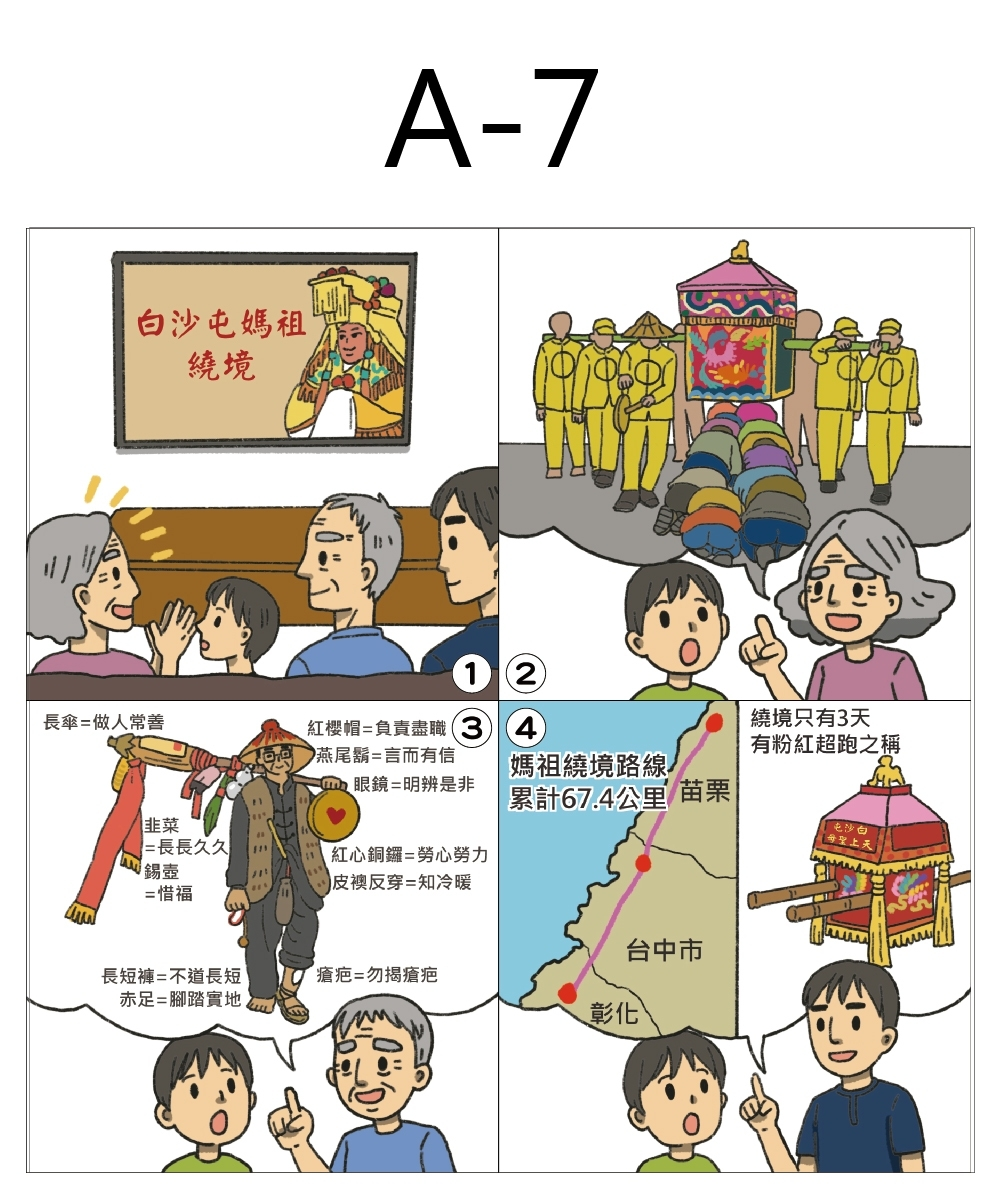 A-7
白沙屯媽祖
繞境
1
2
長傘=做人常善
紅櫻帽=負責盡職
3
燕尾鬍=言而有信
眼鏡=明辨是非
韭菜
=長長久久
錫壺
=惜福
紅心銅鑼=勞心勞力
皮襖反穿=知冷暖
長短褲=不道長短
赤足=腳踏實地
瘡疤=勿揭瘡疤
4
媽祖繞境路線
累計67.4公里
苗栗
台中市
彰化
繞境只有3天
有粉紅超跑之稱
屯沙白
母聖上天